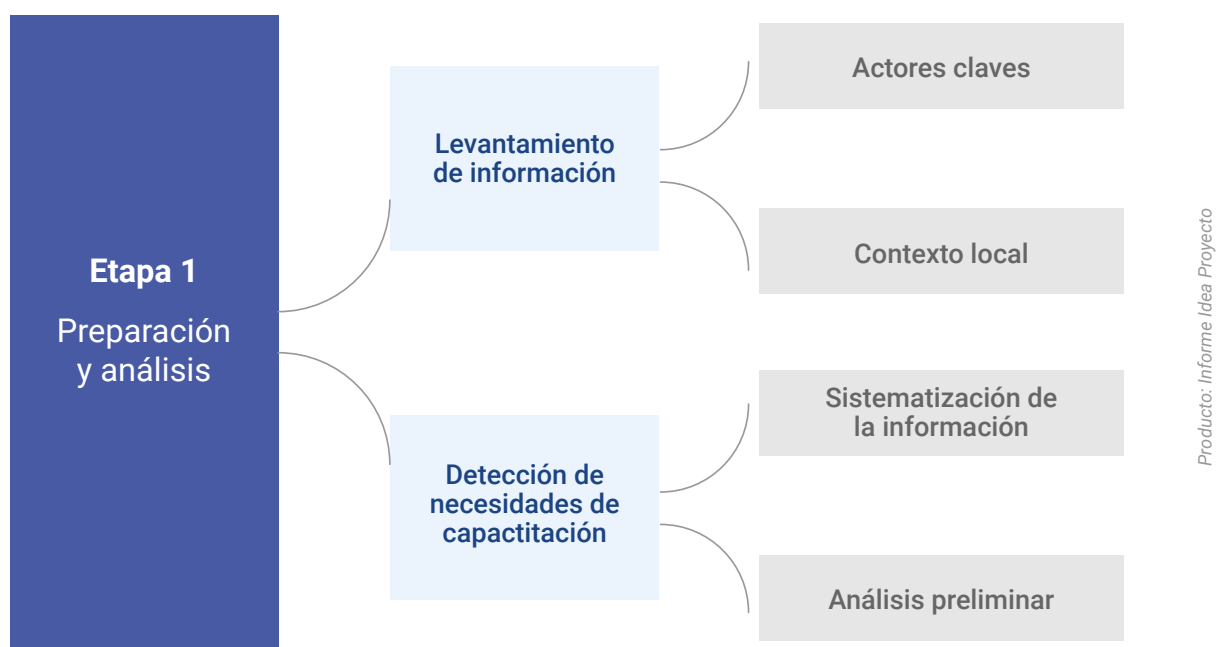 Etapa 1
Preparación
y análisis
Levantamiento
de información
Actores claves
Contexto local
Detección de
necesidades de
capactitación
Sistematización de
la información
Análisis preliminar
Producto: Informe Idea Proyecto